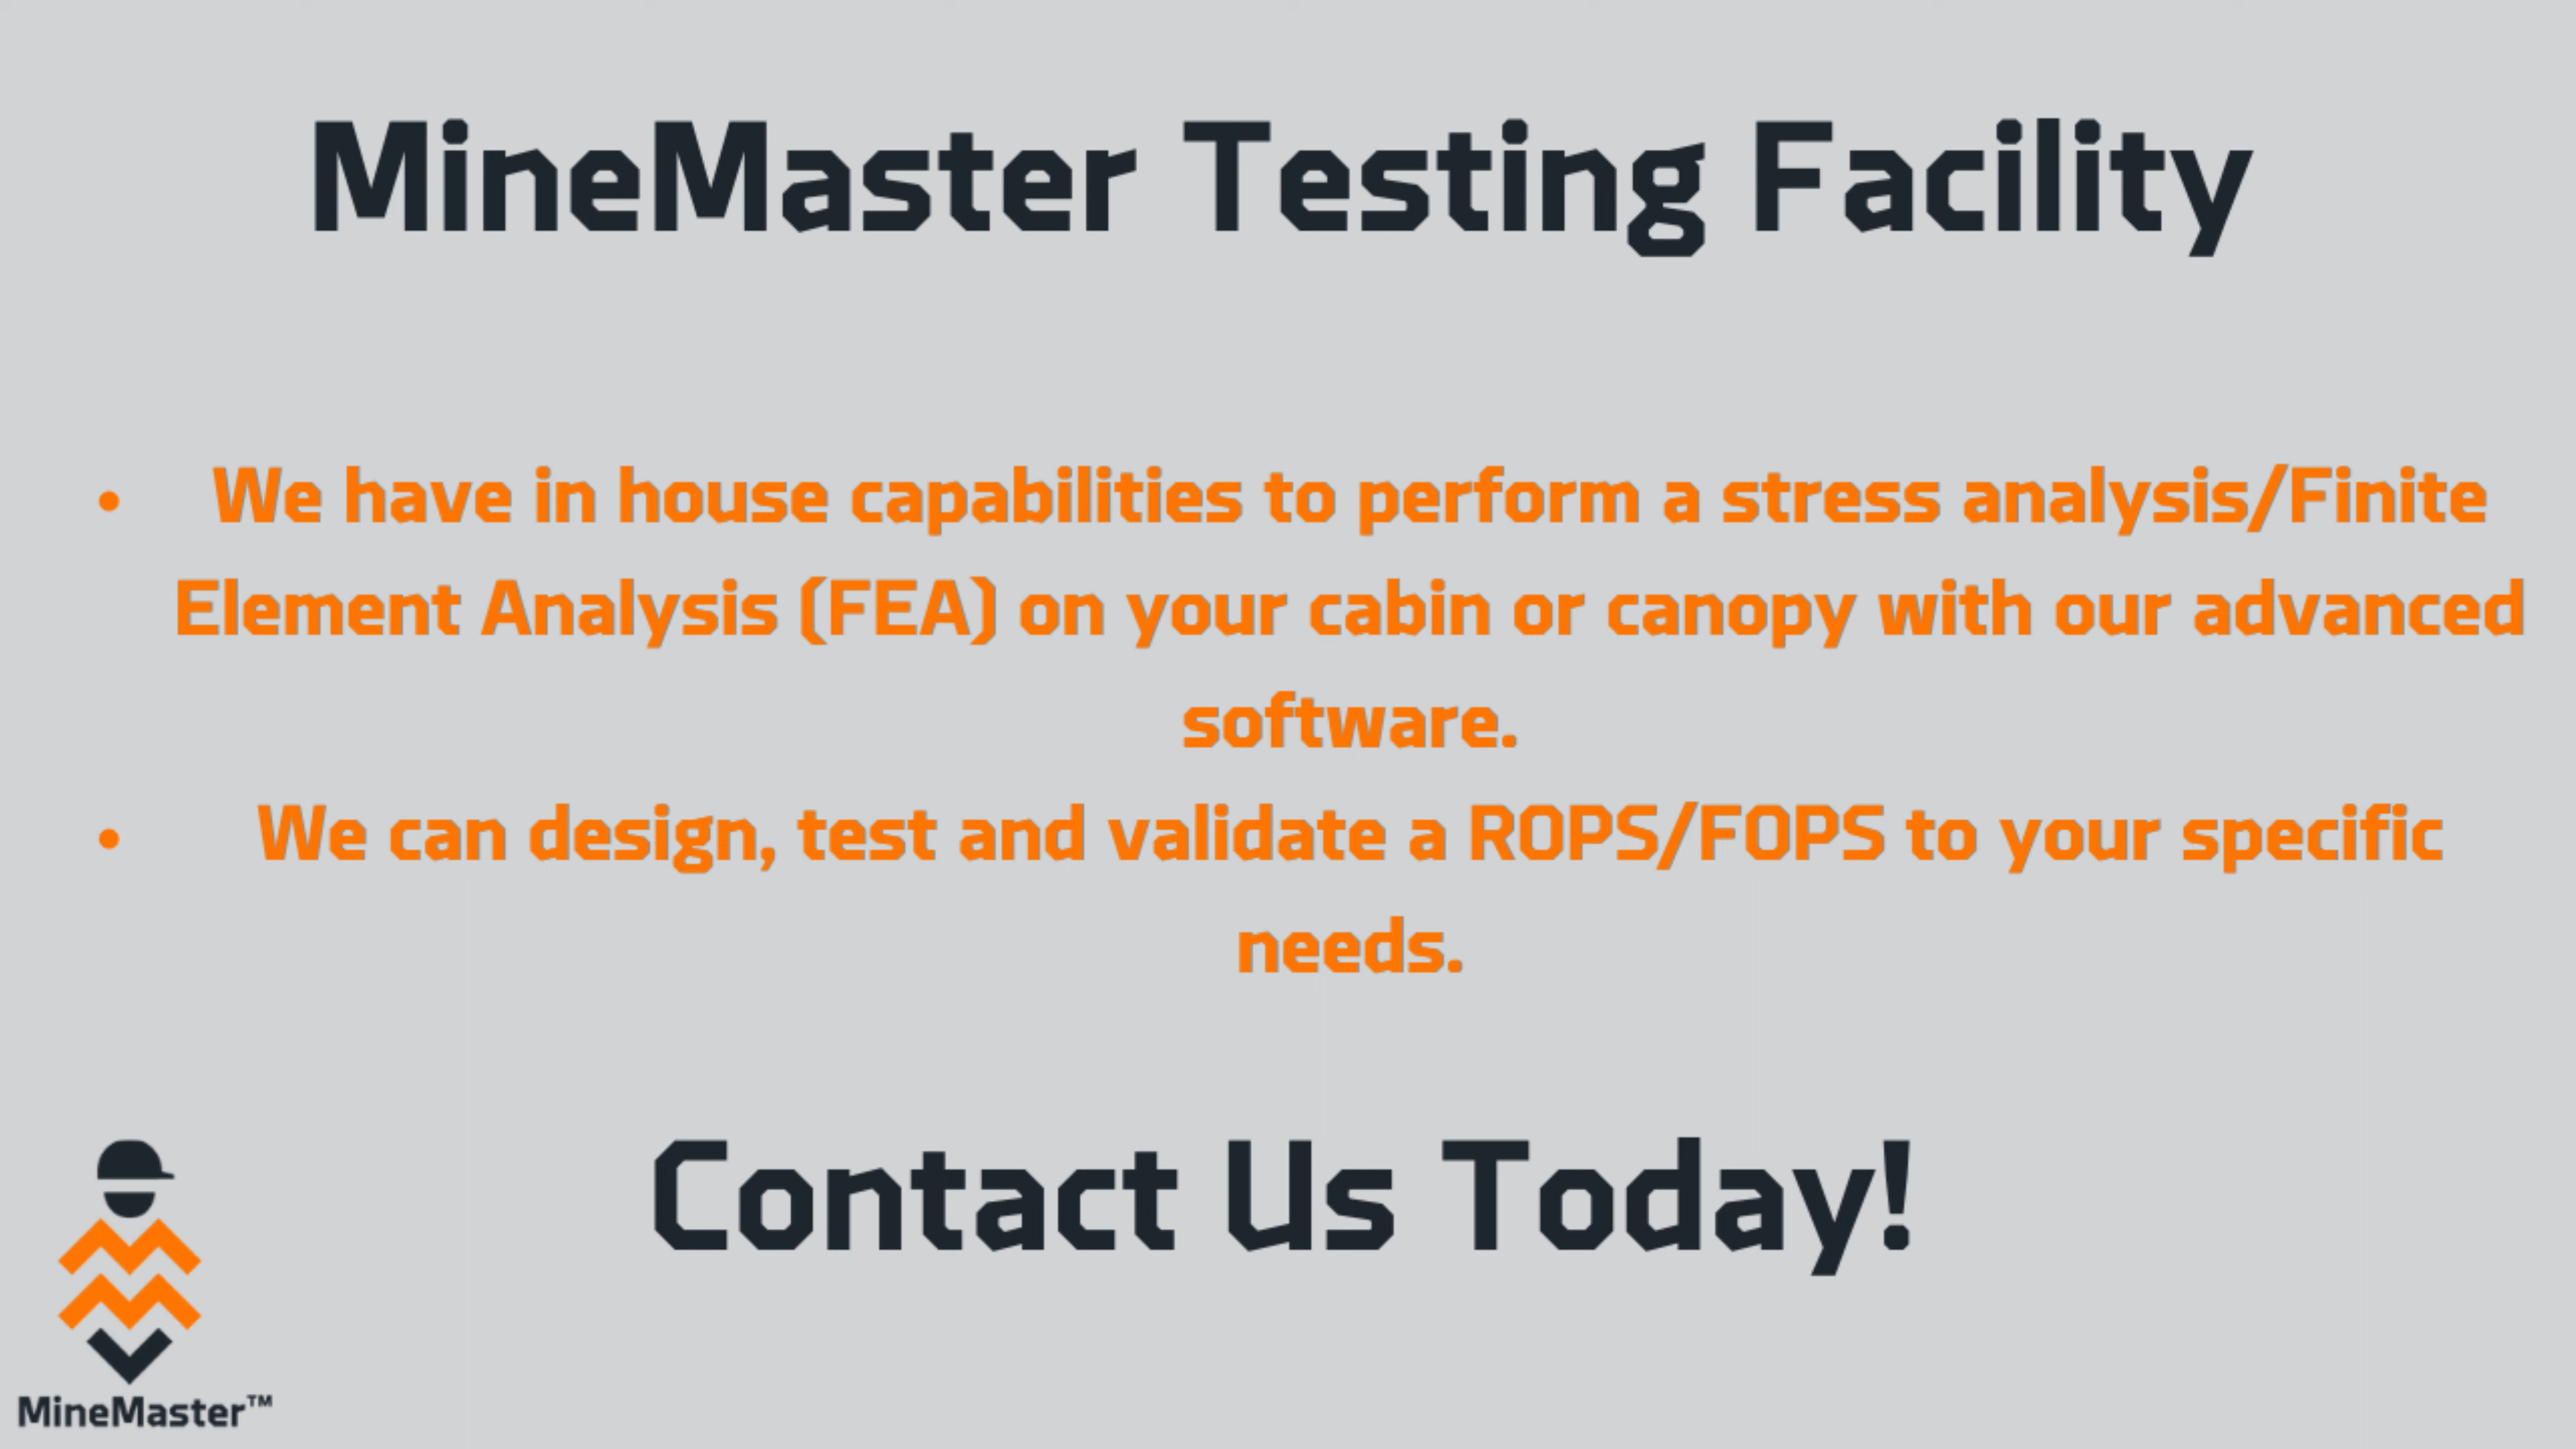 MineMaster Testing Facility
• We have in house capabilities to perform a stress analysis/Finite
Element Analysis (FEA) on your cabin or canopy with our advanced
software.
• We can design, test and validate a ROPS/FOPS to your specific
needs.
Contact Us Today!
MineMaster™